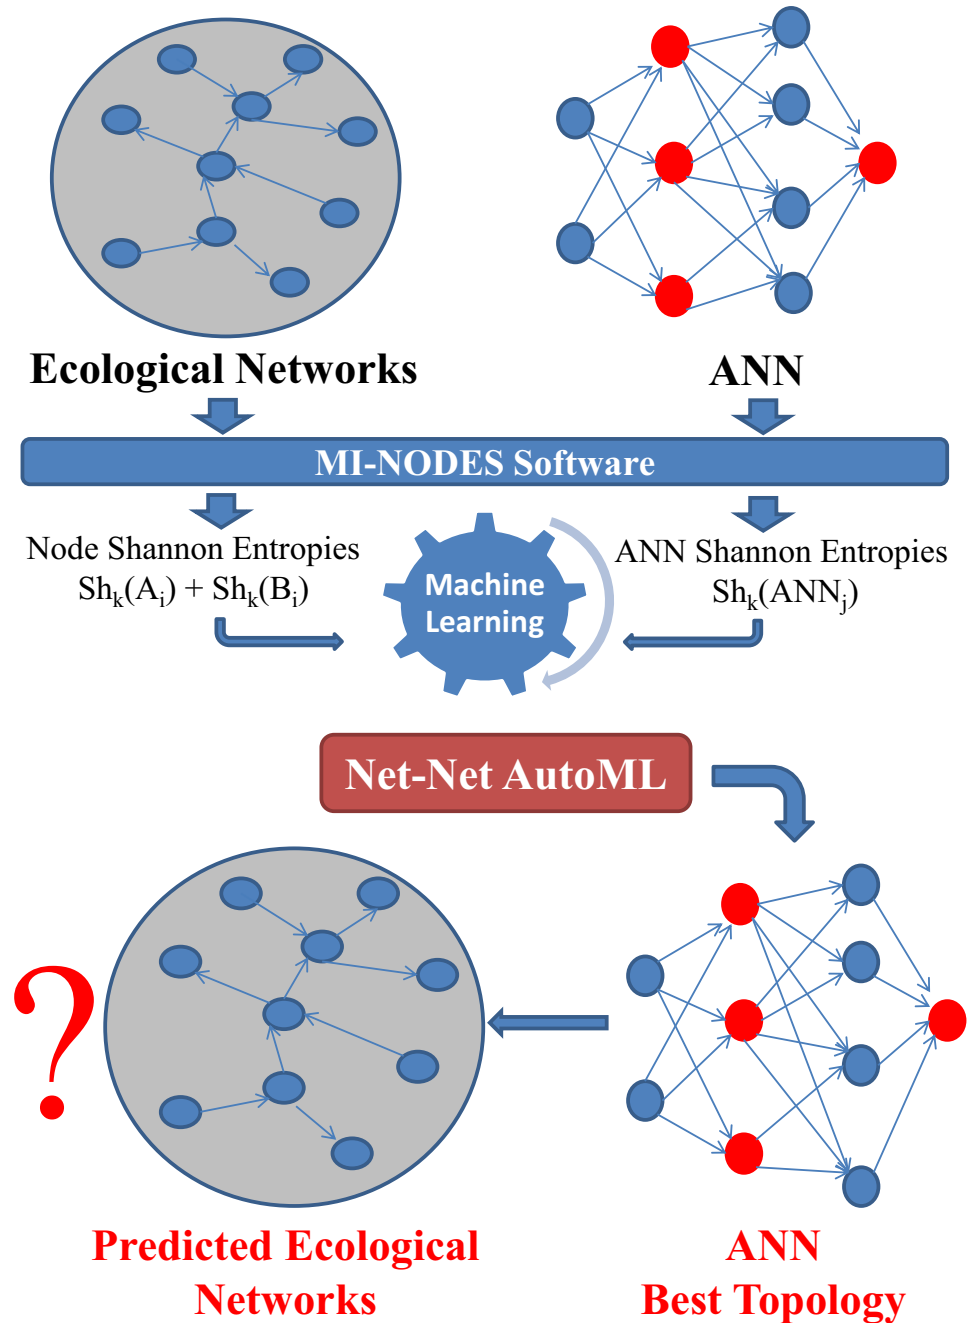 Ecological Networks
ANN
MI-NODES Software
Node Shannon Entropies
Shₖ(Aᵢ) + Shₖ(Bᵢ)
ANN Shannon Entropies
Shₖ(ANNⱼ)
Machine
Learning
Net-Net AutoML
?
Predicted Ecological
Networks
ANN
Best Topology